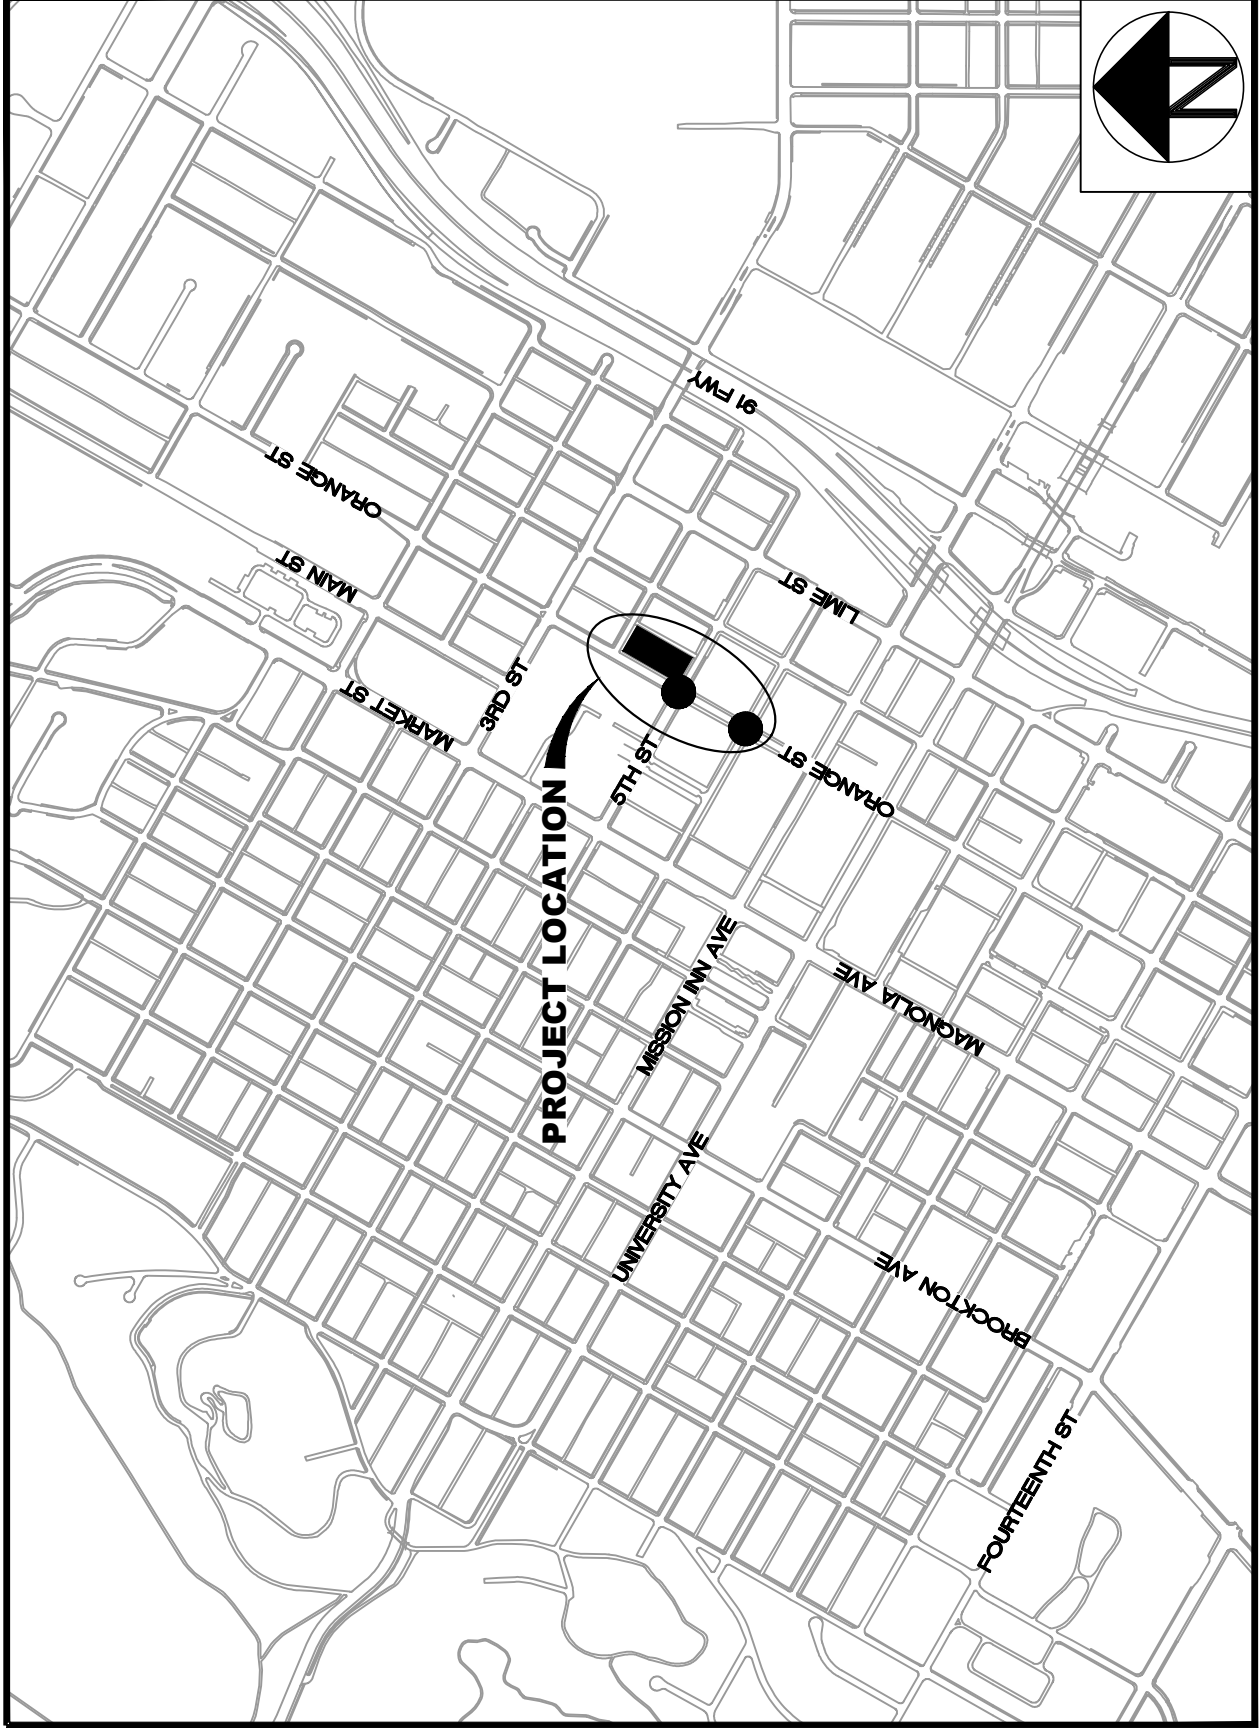 N
91 FWY
ORANGE ST
MAIN ST
LIME ST
MARKET ST
3RD ST
5TH ST
ORANGE ST
PROJECT LOCATION
MISSION INN AVE
MAGNOLIA AVE
UNIVERSITY AVE
BROCKTON AVE
FOURTEENTH ST